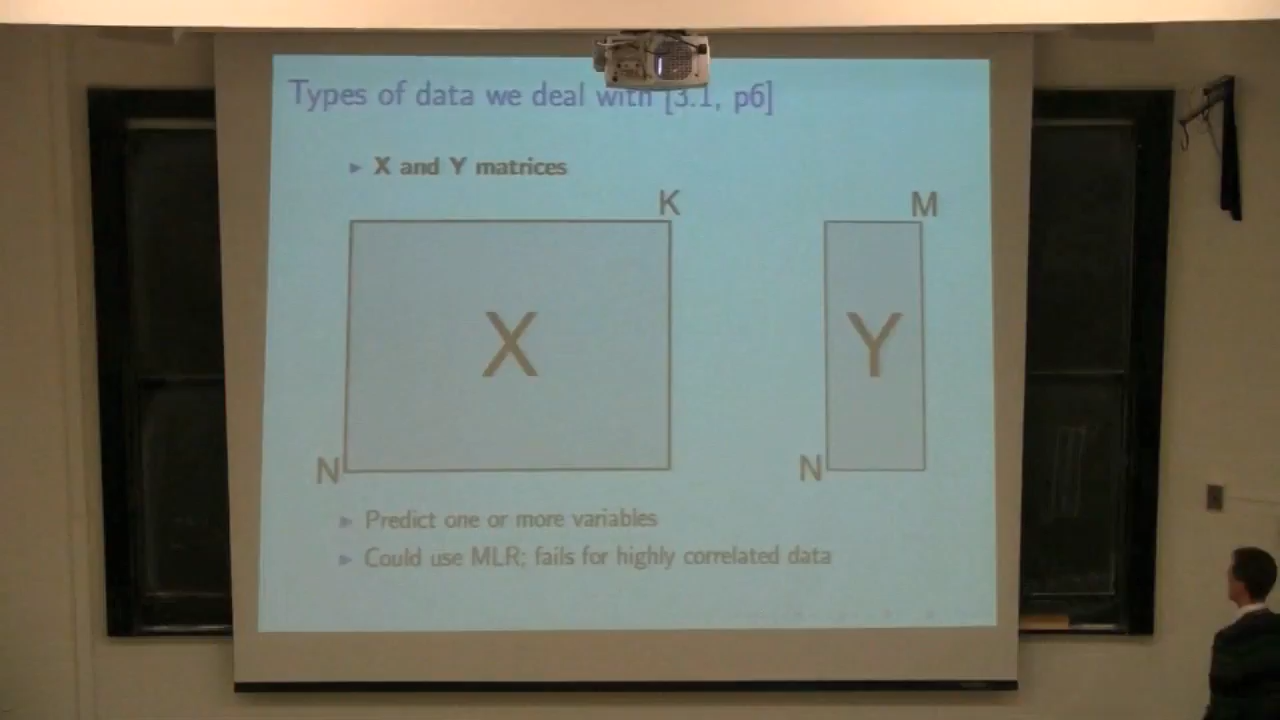 Types of data we deal with [3.1, p6]
► X and Y matrices
K
M
X
Y
N
N
► Predict one or more variables
► Could use MLR; fails for highly correlated data